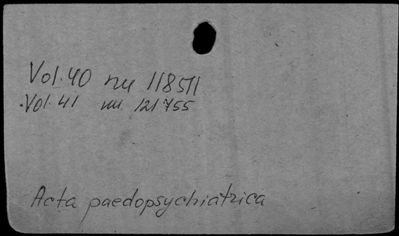 Vol. 40 nu 118511
Vol. 41 nu 121755
Acta paedopsychiatrica